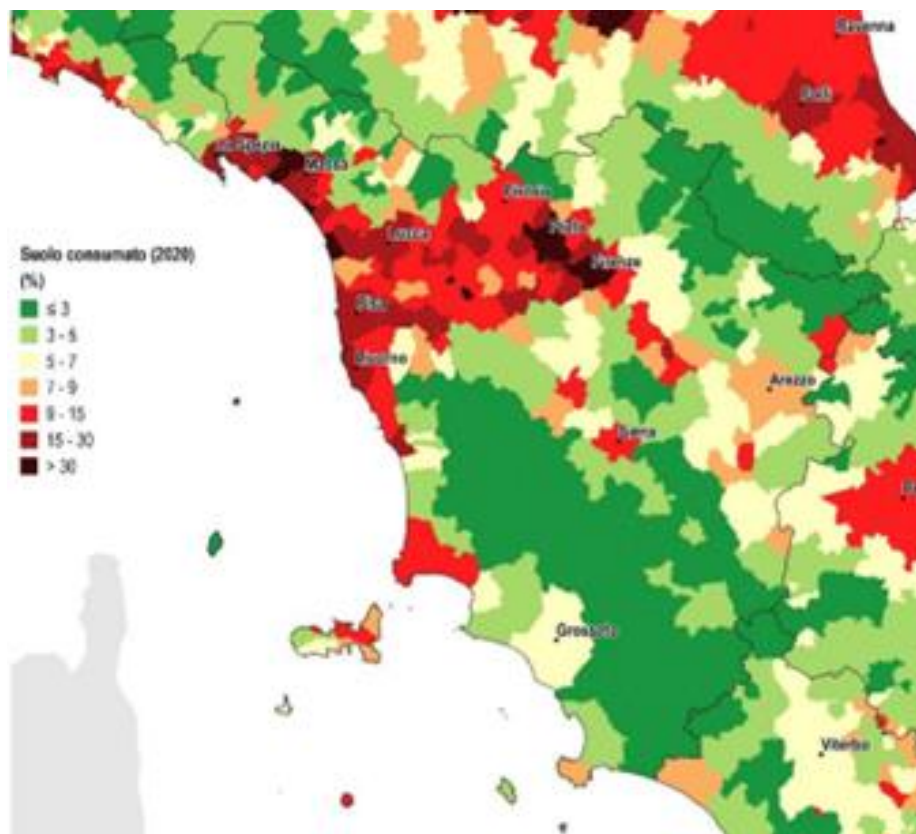 Ravenna
Forlì
La Spezia
Massa
Pistoia
Prato
Lucca
Firenze
Suolo consumato (2020)
(%)
≤ 3
3 - 5
5 - 7
7 - 9
9 - 15
15 - 30
> 30
Pisa
Livorno
Arezzo
Siena
Grosseto
Viterbo